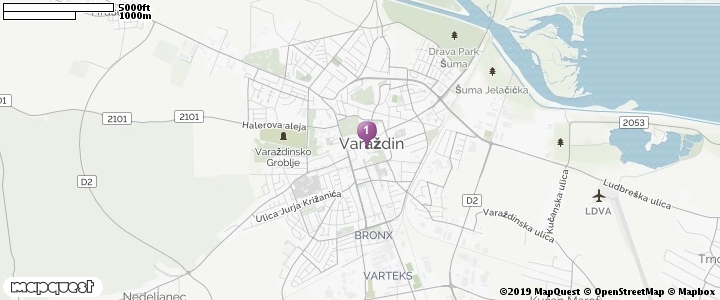 5000ft
1000m
Drava Park
Šuma
Šuma Jelačićka
2101
2101
Halerova aleja
2053
1
Varaždin
Varaždinsko
Groblje
D2
Ulica Jurja Križanića
D2
Ludbreška ulica
Kučanska ulica
LDVA
Varaždinska ulica
BRONX
VARTEKS
mapquest
Nedeljanec
©2019 MapQuest © OpenStreetMap © Mapbox